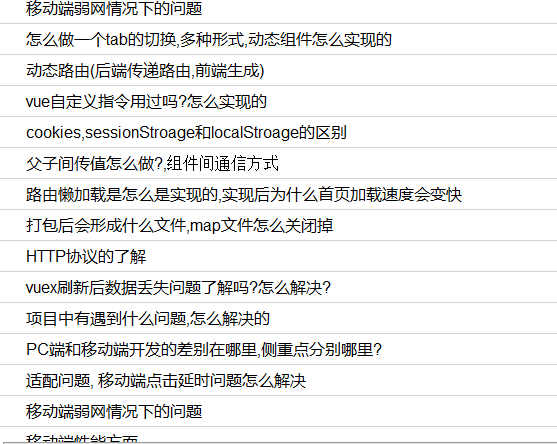 移动端弱网情况下的问题
怎么做一个tab的切换,多种形式,动态组件怎么实现的
动态路由(后端传递路由,前端生成)
vue自定义指令用过吗?怎么实现的
cookies,sessionStroage和localStroage的区别
父子间传值怎么做?,组件间通信方式
路由懒加载是怎么是实现的,实现后为什么首页加载速度会变快
打包后会形成什么文件,map文件怎么关闭掉
HTTP协议的了解
vuex刷新后数据丢失问题了解吗?怎么解决?
项目中有遇到什么问题,怎么解决的
PC端和移动端开发的差别在哪里,侧重点分别哪里?
适配问题, 移动端点击延时问题怎么解决
移动端弱网情况下的问题
移动端性能方面